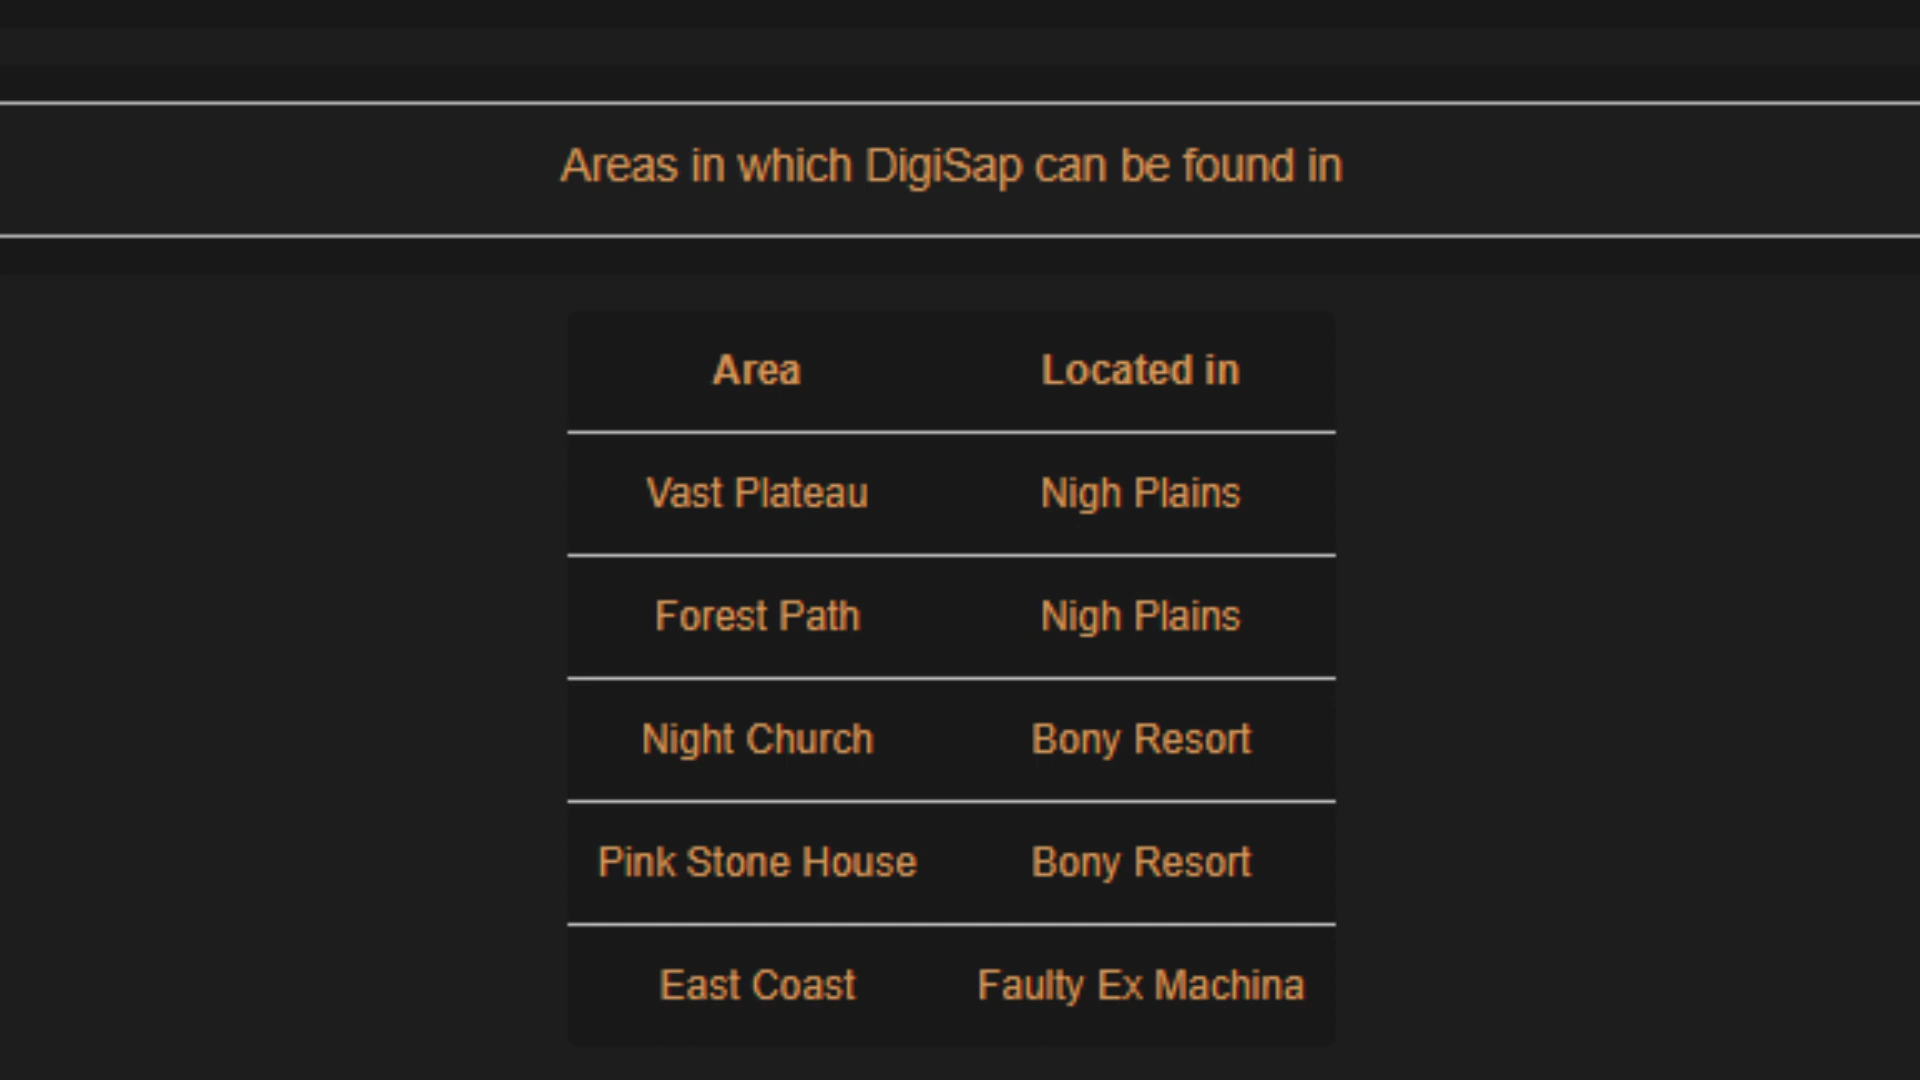 Areas in which DigiSap can be found in
Area Located in
Vast Plateau Nigh Plains
Forest Path Nigh Plains
Night Church Bony Resort
Pink Stone House Bony Resort
East Coast Faulty Ex Machina